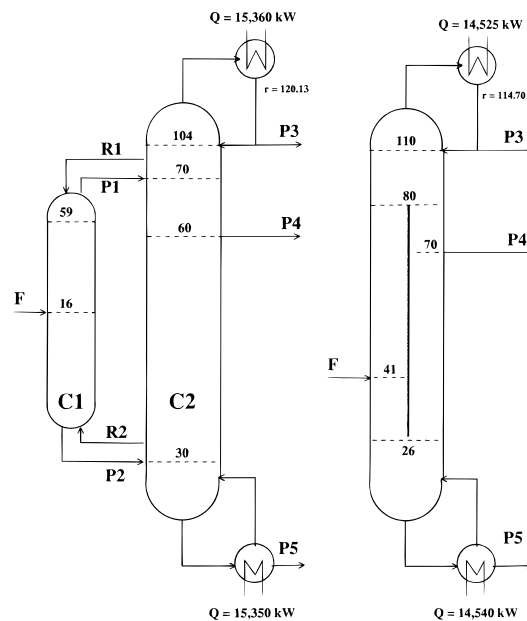 Q = 15,360 kW
r = 120.13
104
P3
R1
P1
70
59
60
P4
F
16
C1
C2
R2
P2
30
P5
Q = 15,350 kW
Q = 14,525 kW
r = 114.70
110
P3
80
70
P4
F
41
26
P5
Q = 14,540 kW